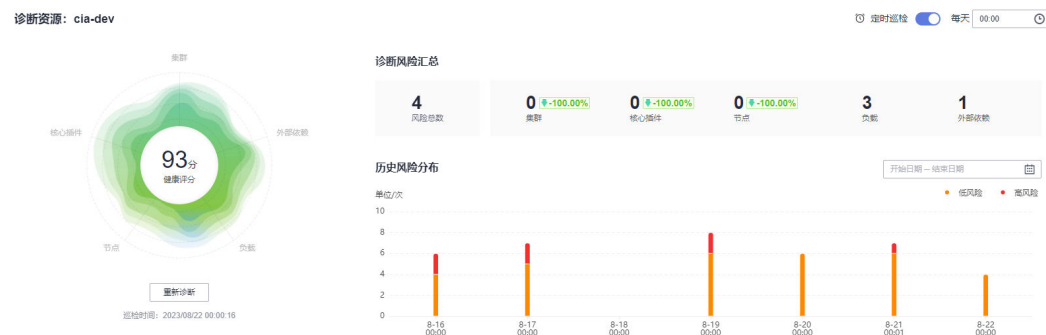 诊断资源：cia-dev
定时巡检 每天 00:00
集群
核心插件
外部依赖
93分
健康评分
节点
负载
重新诊断
巡检时间：2023/08/22 00:00:16
诊断风险汇总
4
风险总数
0 -100.00%
集群
0 -100.00%
核心插件
0 -100.00%
节点
3
负载
1
外部依赖
历史风险分布
开始日期 – 结束日期
单位/次
低风险 高风险
10
8
6
4
2
0
8-16 8-17 8-18 8-19 8-20 8-21 8-22
00:00 00:00 00:00 00:00 00:00 00:01 00:00